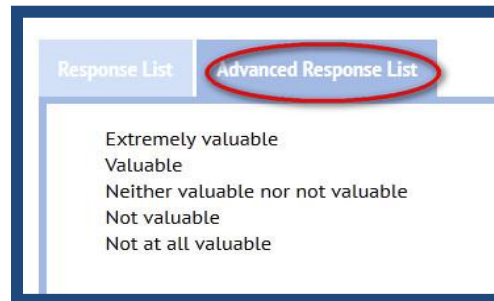 Response List Advanced Response List
Extremely valuable
Valuable
Neither valuable nor not valuable
Not valuable
Not at all valuable